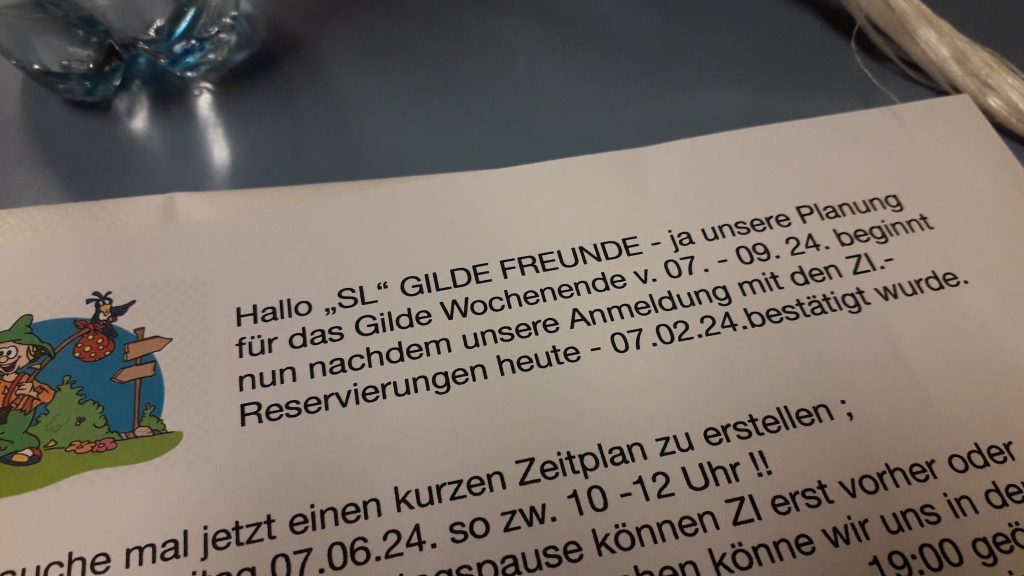 Hallo „SL“ GILDE FREUNDE - ja unsere Planung
für das Gilde Wochenende v. 07. - 09. 24. beginnt
nun nachdem unsere Anmeldung mit den ZI.-
Reservierungen heute - 07.02.24.bestätigt wurde.
suche mal jetzt einen kurzen Zeitplan zu erstellen ;
07.06.24. so zw. 10 -12 Uhr !!
können ZI erst vorher oder
könne wir uns in
19:00